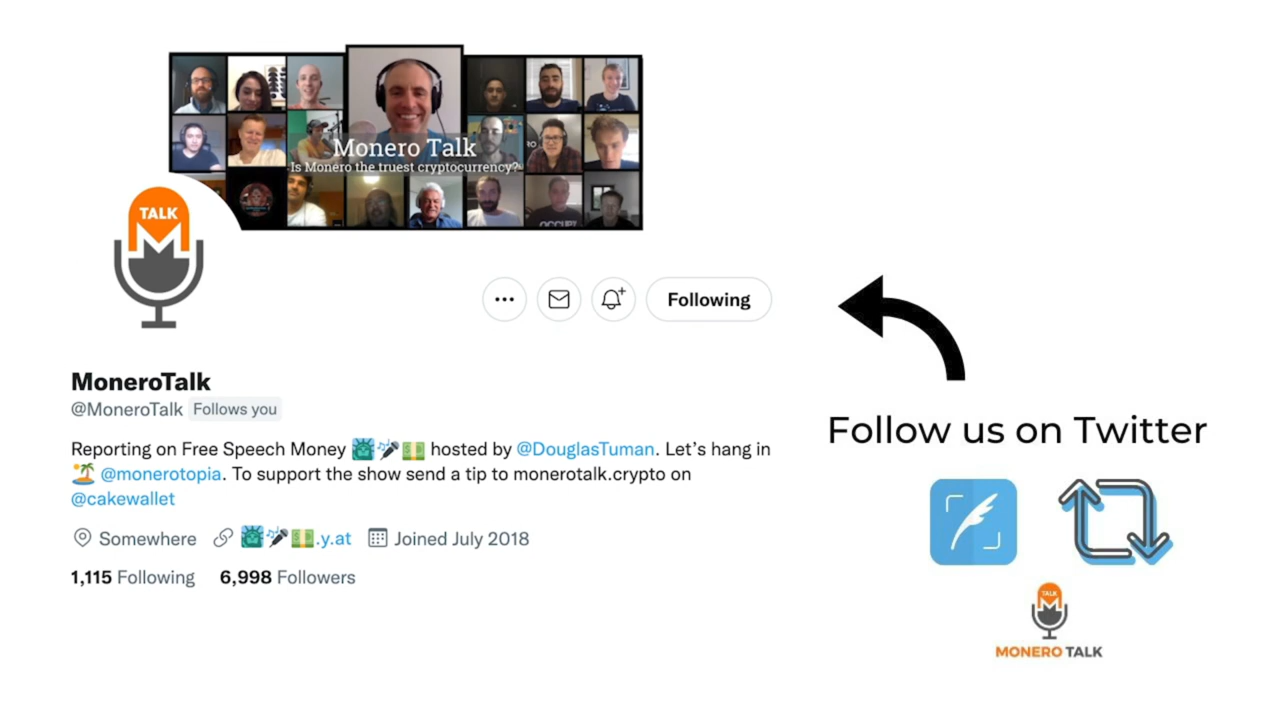 Monero Talk
Is Monero the truest cryptocurrency?
OCCUPY
TALK
Following
MoneroTalk
@MoneroTalk Follows you
Reporting on Free Speech Money 🗽🎤💵 hosted by @DouglasTuman. Let's hang in
🏝️ @monerotopia. To support the show send a tip to monerotalk.crypto on
@cakewallet
Somewhere 🗽🎤💵.y.at Joined July 2018
1,115 Following 6,998 Followers
Follow us on Twitter
TALK
MONERO TALK